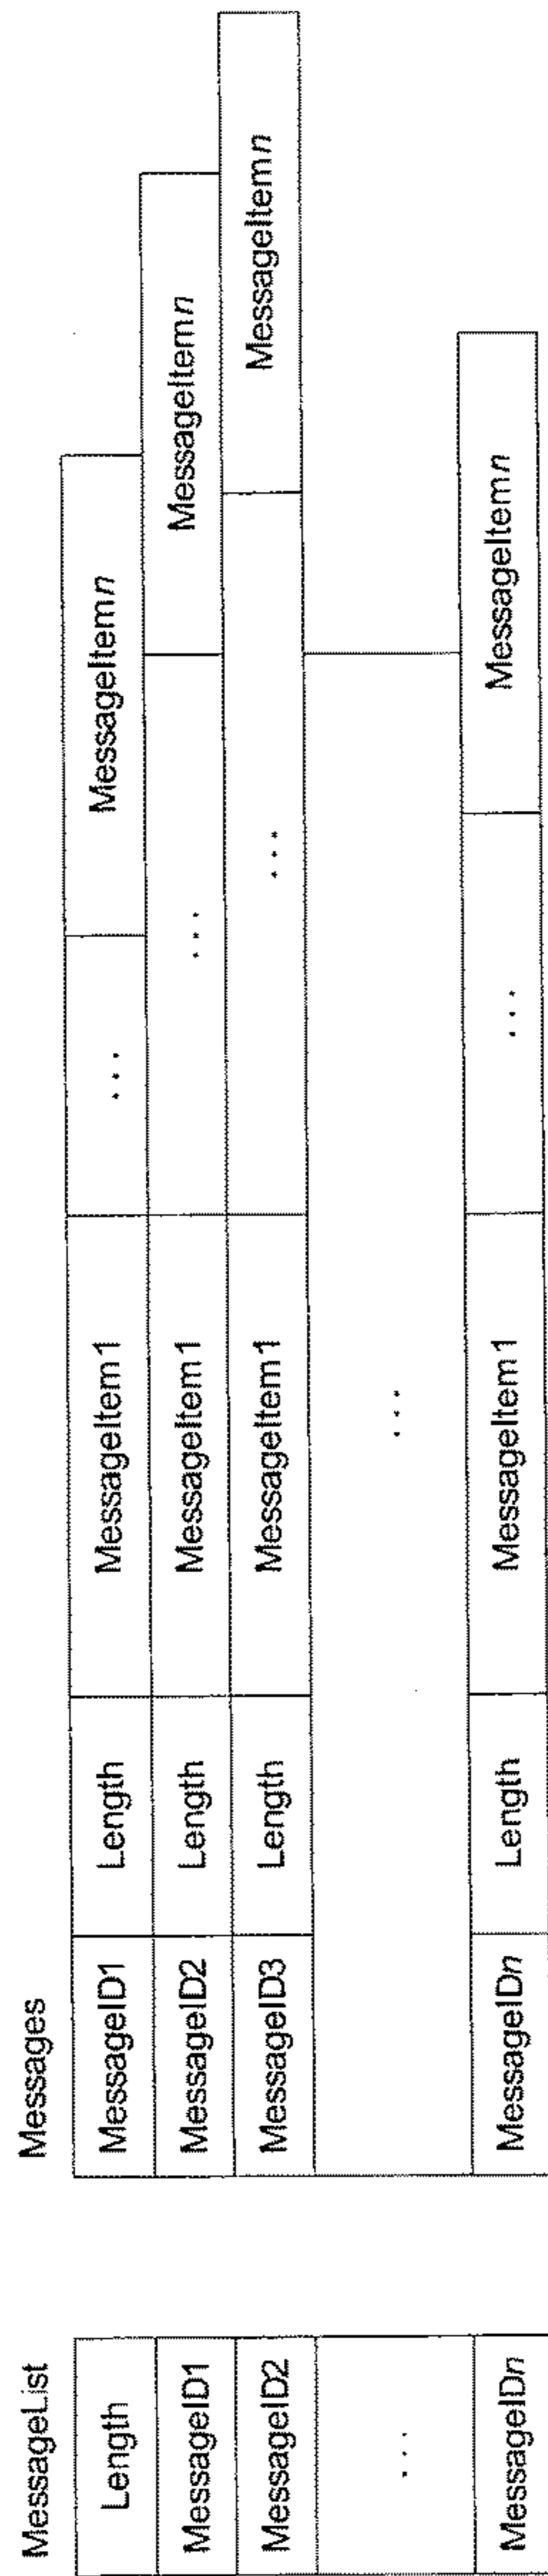 MessageList
Length
MessageID1
MessageID2
...
MessageIDn
Messages
MessageID1 Length MessageItem1 ... MessageItemn
MessageID2 Length MessageItem1 ... MessageItemn
MessageID3 Length MessageItem1 ... MessageItemn
...
MessageIDn Length MessageItem1 ... MessageItemn